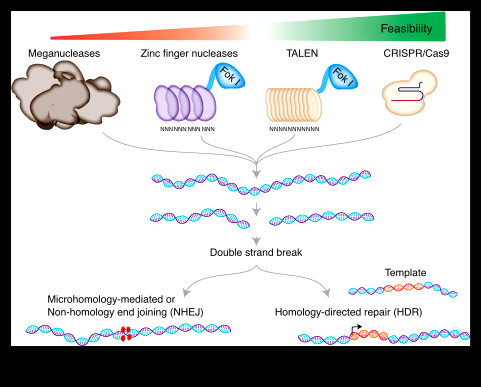 Feasibility
Meganucleases
Zinc finger nucleases
TALEN
CRISPR/Cas9
Fok I
Fok I
NNNNNN NNN NNN
NNNNNNNNNNNN
Double strand break
Template
Microhomology-mediated or
Non-homology end joining (NHEJ)
Homology-directed repair (HDR)